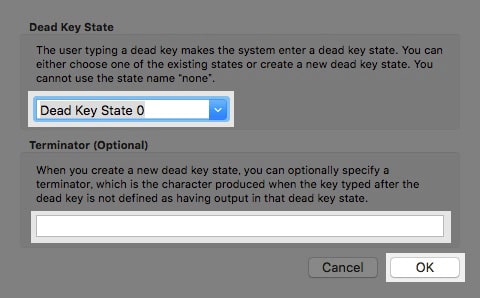 Dead Key State
The user typing a dead key makes the system enter a dead key state. You can
either choose one of the existing states or create a new dead key state. You
cannot use the state name “none”.
Dead Key State 0
Terminator (Optional)
When you create a new dead key state, you can optionally specify a
terminator, which is the character produced when the key typed after the
dead key is not defined as having output in that dead key state.
Cancel
OK